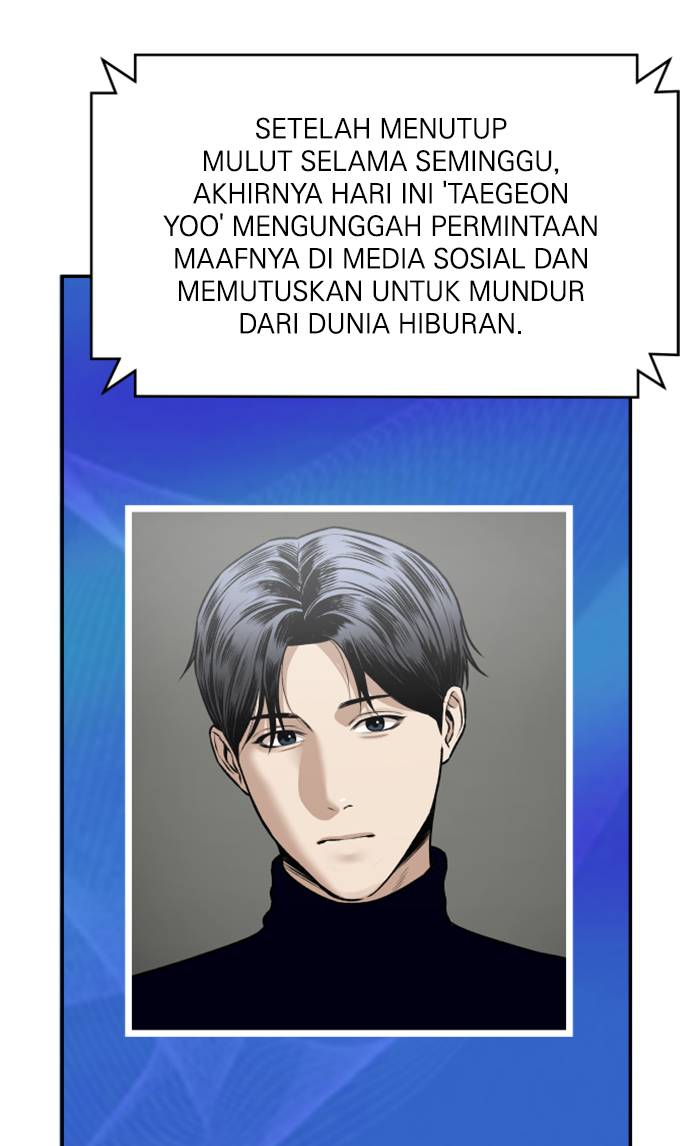 SETELAH MENUTUP
MULUT SELAMA SEMINGGU,
AKHIRNYA HARI INI 'TAEGEON
YOO' MENGUNGGAH PERMINTAAN
MAAFNYA DI MEDIA SOSIAL DAN
MEMUTUSKAN UNTUK MUNDUR
DARI DUNIA HIBURAN.